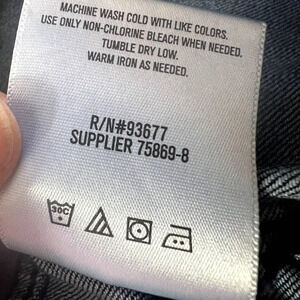 MACHINE WASH COLD WITH LIKE COLORS.
USE ONLY NON-CHLORINE BLEACH WHEN NEEDED.
TUMBLE DRY LOW.
WARM IRON AS NEEDED.
R/N#93677
SUPPLIER 75869-8
30C